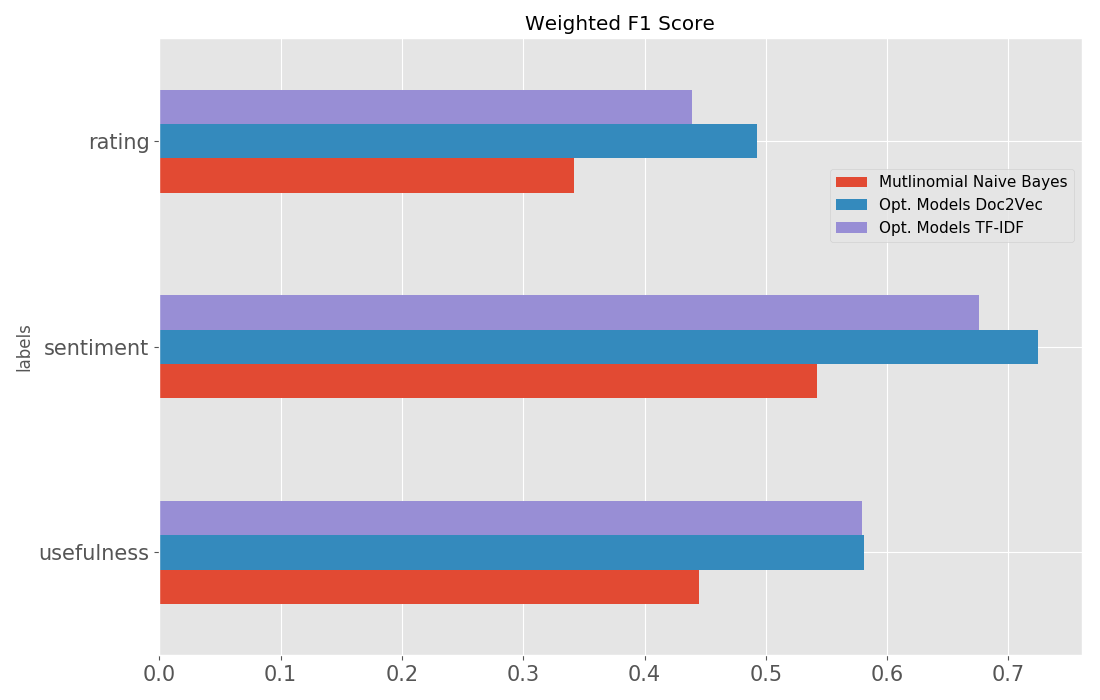 Weighted F1 Score
rating
Mutlinomial Naive Bayes
Opt. Models Doc2Vec
Opt. Models TF-IDF
labels
sentiment
usefulness
0.0 0.1 0.2 0.3 0.4 0.5 0.6 0.7